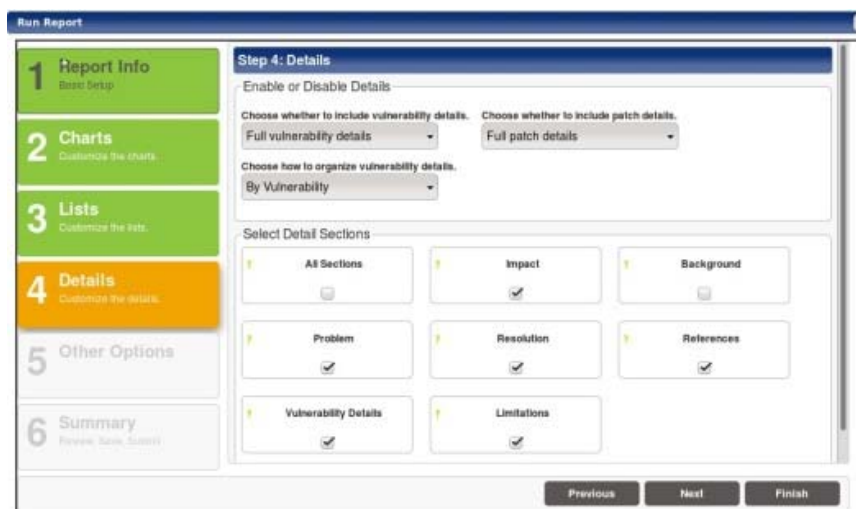 Run Report
1 Report Info
Basic Setup
2 Charts
Customize the charts.
3 Lists
Customize the lists.
4 Details
Customize the details.
5 Other Options
6 Summary
Review, Save, Submit
Step 4: Details
Enable or Disable Details
Choose whether to include vulnerability details. Choose whether to include patch details.
Full vulnerability details Full patch details
Choose how to organize vulnerability details.
By Vulnerability
Select Detail Sections
? All Sections ? Impact ? Background
? Problem ? Resolution ? References
? Vulnerability Details ? Limitations
Previous Next Finish